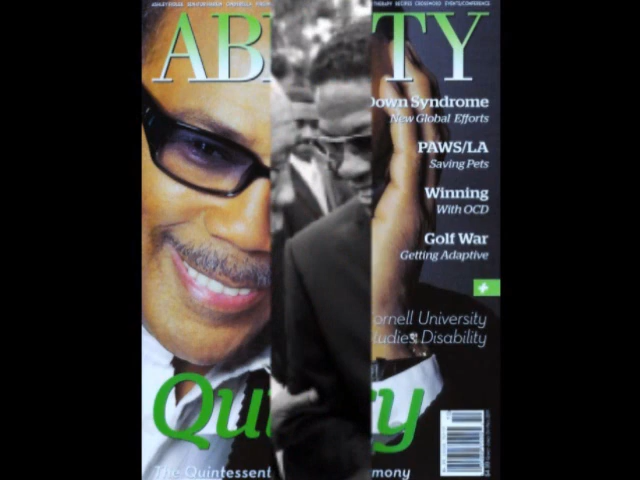 AB TY
Down Syndrome
New Global Efforts
PAWS/LA
Saving Pets
Winning
With OCD
Golf War
Getting Adaptive
ornell University
tudies Disability
Qui y
The Quintessent mony